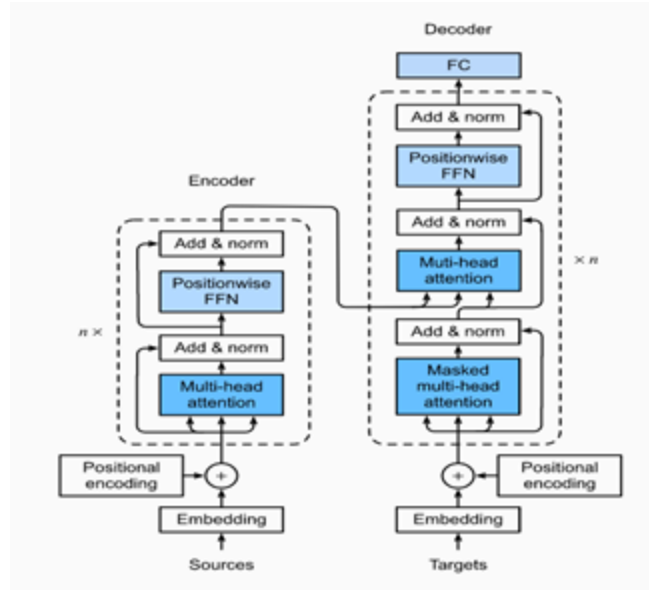 Decoder
FC
Add & norm
Positionwise
FFN
Add & norm
Muti-head
attention
× n
Add & norm
Masked
multi-head
attention
Positional
encoding
+
Embedding
Targets
Encoder
Add & norm
Positionwise
FFN
n ×
Add & norm
Multi-head
attention
Positional
encoding
+
Embedding
Sources